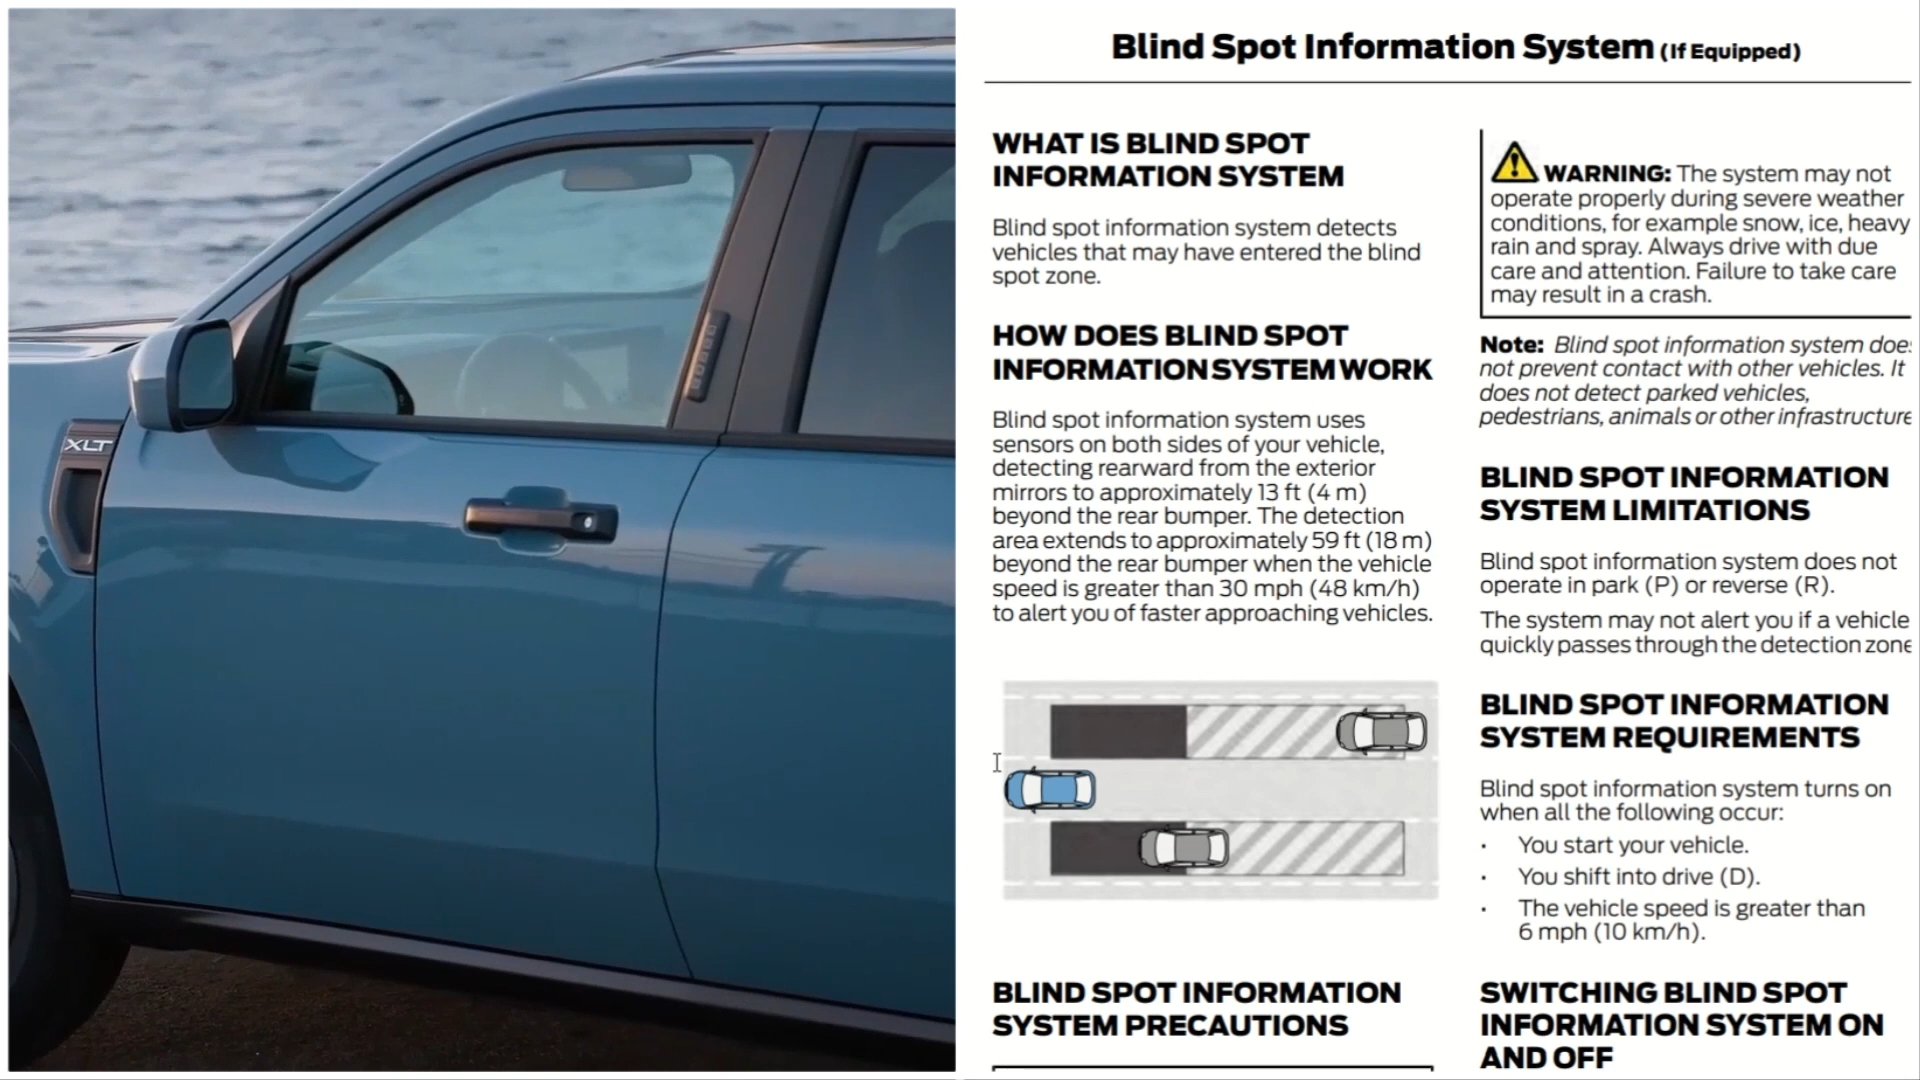 XLT
Blind Spot Information System (If Equipped)
WHAT IS BLIND SPOT
INFORMATION SYSTEM
Blind spot information system detects
vehicles that may have entered the blind
spot zone.
HOW DOES BLIND SPOT
INFORMATION SYSTEM WORK
Blind spot information system uses
sensors on both sides of your vehicle,
detecting rearward from the exterior
mirrors to approximately 13 ft (4 m)
beyond the rear bumper. The detection
area extends to approximately 59 ft (18 m)
beyond the rear bumper when the vehicle
speed is greater than 30 mph (48 km/h)
to alert you of faster approaching vehicles.
BLIND SPOT INFORMATION
SYSTEM PRECAUTIONS
WARNING: The system may not
operate properly during severe weather
conditions, for example snow, ice, heavy
rain and spray. Always drive with due
care and attention. Failure to take care
may result in a crash.
Note: Blind spot information system does
not prevent contact with other vehicles. It
does not detect parked vehicles,
pedestrians, animals or other infrastructure
BLIND SPOT INFORMATION
SYSTEM LIMITATIONS
Blind spot information system does not
operate in park (P) or reverse (R).
The system may not alert you if a vehicle
quickly passes through the detection zone
BLIND SPOT INFORMATION
SYSTEM REQUIREMENTS
Blind spot information system turns on
when all the following occur:
· You start your vehicle.
· You shift into drive (D).
· The vehicle speed is greater than
6 mph (10 km/h).
SWITCHING BLIND SPOT
INFORMATION SYSTEM ON
AND OFF